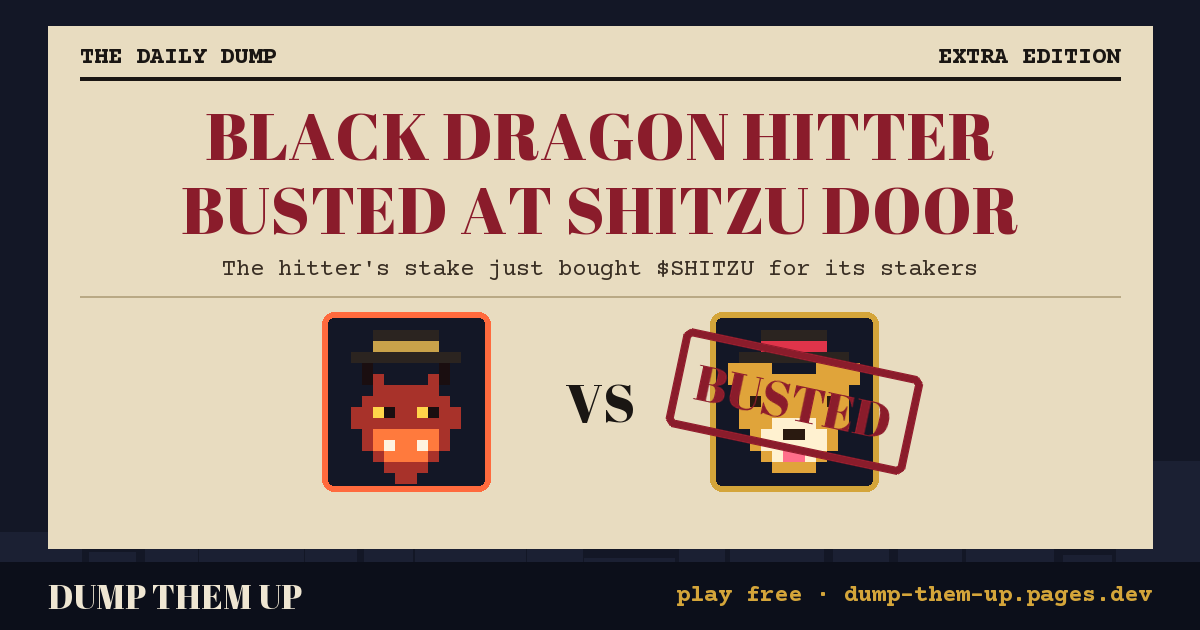 THE DAILY DUMP
EXTRA EDITION
BLACK DRAGON HITTER
BUSTED AT SHITZU DOOR
The hitter's stake just bought $SHITZU for its stakers
VS
BUSTED
DUMP THEM UP
play free · dump-them-up.pages.dev